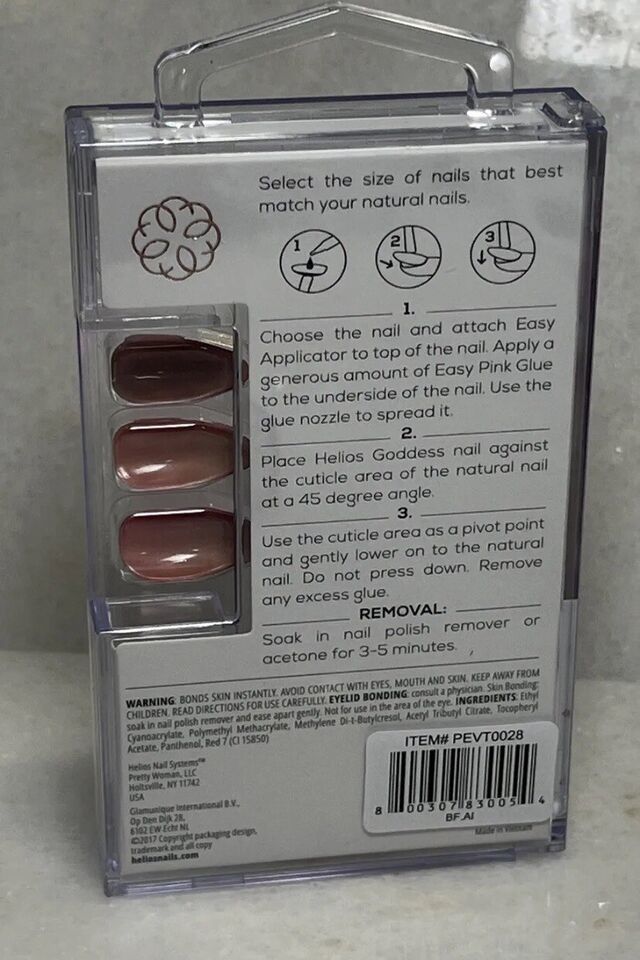 Select the size of nails that best
match your natural nails.
1 2 3
1.
Choose the nail and attach Easy
Applicator to top of the nail. Apply a
generous amount of Easy Pink Glue
to the underside of the nail. Use the
glue nozzle to spread it.
2.
Place Helios Goddess nail against
the cuticle area of the natural nail
at a 45 degree angle.
3.
Use the cuticle area as a pivot point
and gently lower on to the natural
nail. Do not press down. Remove
any excess glue.
REMOVAL:
Soak in nail polish remover or
acetone for 3-5 minutes.
WARNING: BONDS SKIN INSTANTLY. AVOID CONTACT WITH EYES, MOUTH AND SKIN. KEEP AWAY FROM
CHILDREN. READ DIRECTIONS FOR USE CAREFULLY. EYELID BONDING: consult a physician. Skin Bonding:
soak in nail polish remover and ease apart gently. Not for use in the area of the eye. INGREDIENTS: Ethyl
Cyanoacrylate, Polymethyl Methacrylate, Methylene Di-t-Butylcresol, Acetyl Tributyl Citrate, Tocopheryl
Acetate, Panthenol, Red 7 (CI 15850)
Helios Nail Systems℠
Pretty Woman, LLC
Holtsville, NY 11742
USA
Glamunique International B.V.,
Op Den Dijk 28,
6102 EW Echt NL
©2017 Copyright packaging design,
trademark and all copy
heliosnails.com
ITEM# PEVT0028
8 00307 83005 4
BF.AI
Made in Vietnam